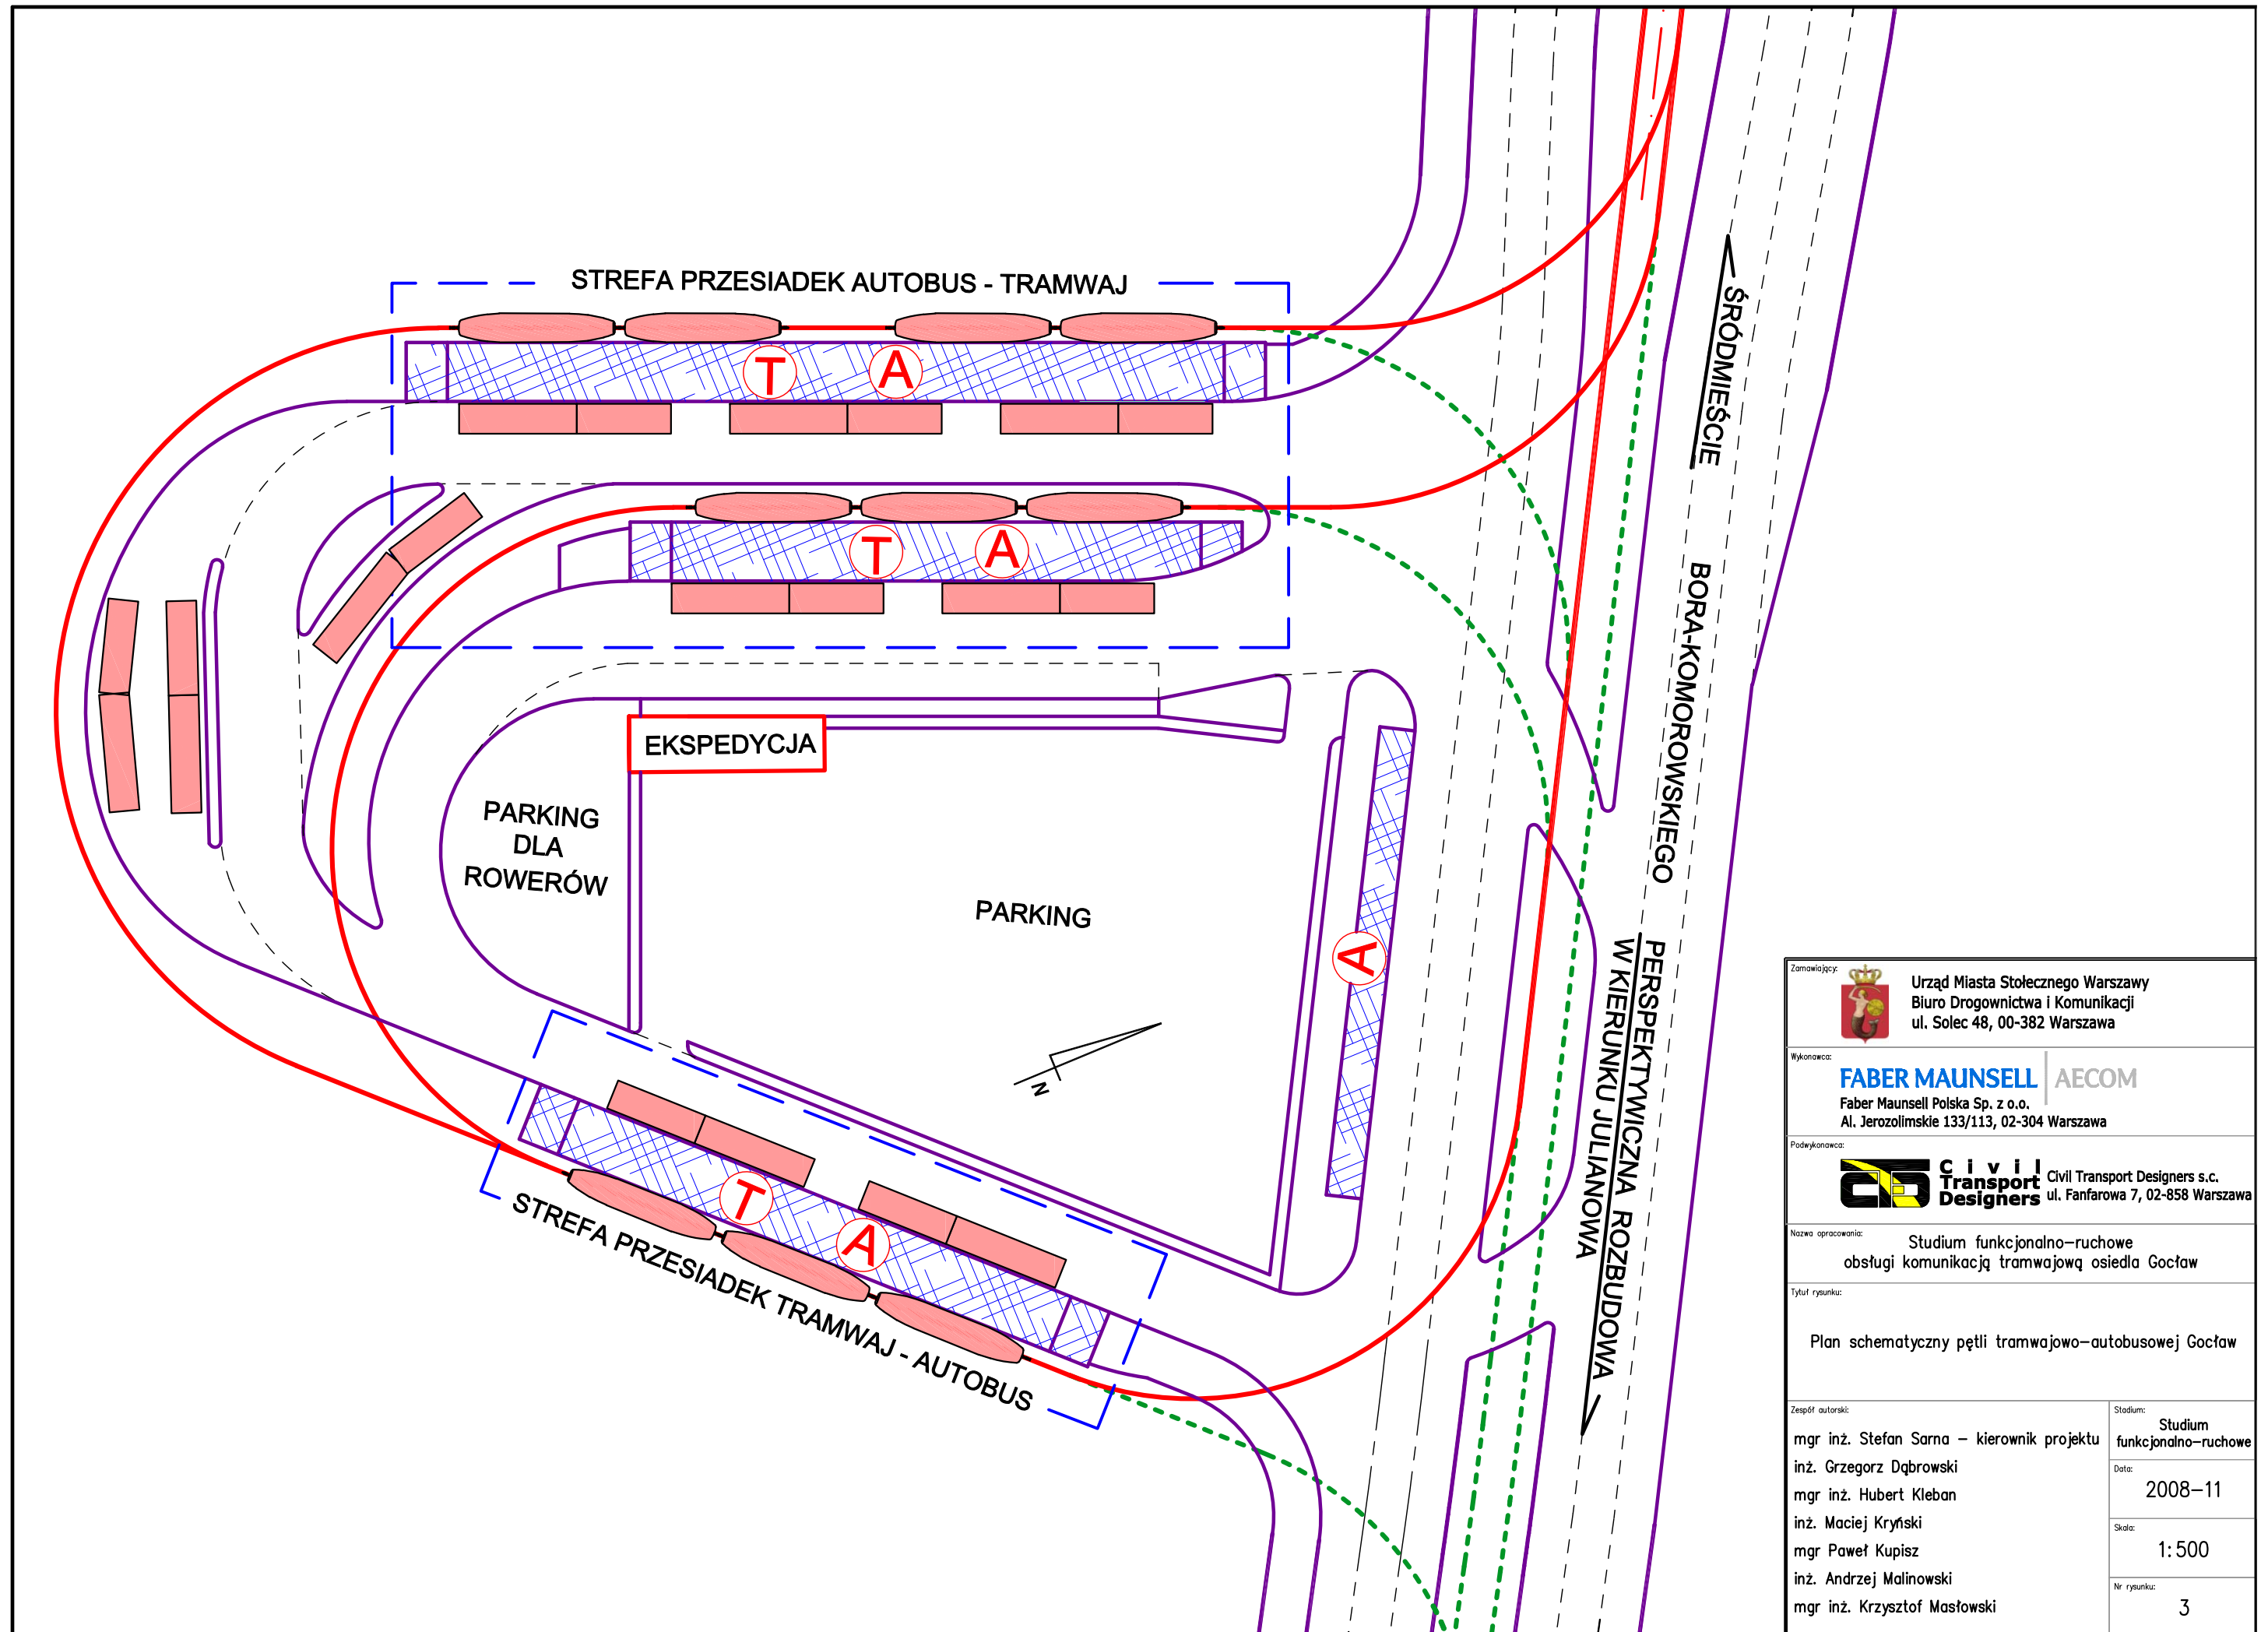 STREFA PRZESIADEK AUTOBUS - TRAMWAJ
T
A
T
A
ŚRÓDMIEŚCIE
BORA-KOMOROWSKIEGO
EKSPEDYCJA
PARKING
DLA
ROWERÓW
PARKING
A
N
PERSPEKTYWICZNA ROZBUDOWA
W KIERUNKU JULIANOWA
T
A
STREFA PRZESIADEK TRAMWAJ - AUTOBUS
Zamawiający:
Urząd Miasta Stołecznego Warszawy
Biuro Drogownictwa i Komunikacji
ul. Solec 48, 00-382 Warszawa
Wykonawca:
FABER MAUNSELL | AECOM
Faber Maunsell Polska Sp. z o.o.
Al. Jerozolimskie 133/113, 02-304 Warszawa
Podwykonawca:
Civil
Transport
Designers
Civil Transport Designers s.c.
ul. Fanfarowa 7, 02-858 Warszawa
Nazwa opracowania:
Studium funkcjonalno-ruchowe
obsługi komunikacją tramwajową osiedla Gocław
Tytuł rysunku:
Plan schematyczny pętli tramwajowo-autobusowej Gocław
Zespół autorski:
mgr inż. Stefan Sarna – kierownik projektu
inż. Grzegorz Dąbrowski
mgr inż. Hubert Kleban
inż. Maciej Kryński
mgr Paweł Kupisz
inż. Andrzej Malinowski
mgr inż. Krzysztof Masłowski
Stadium:
Studium
funkcjonalno-ruchowe
Data:
2008-11
Skala:
1:500
Nr rysunku:
3